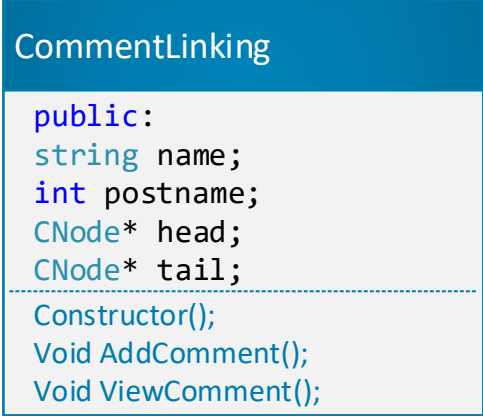 CommentLinking
public:
string name;
int postname;
CNode* head;
CNode* tail;
Constructor();
Void AddComment();
Void ViewComment();